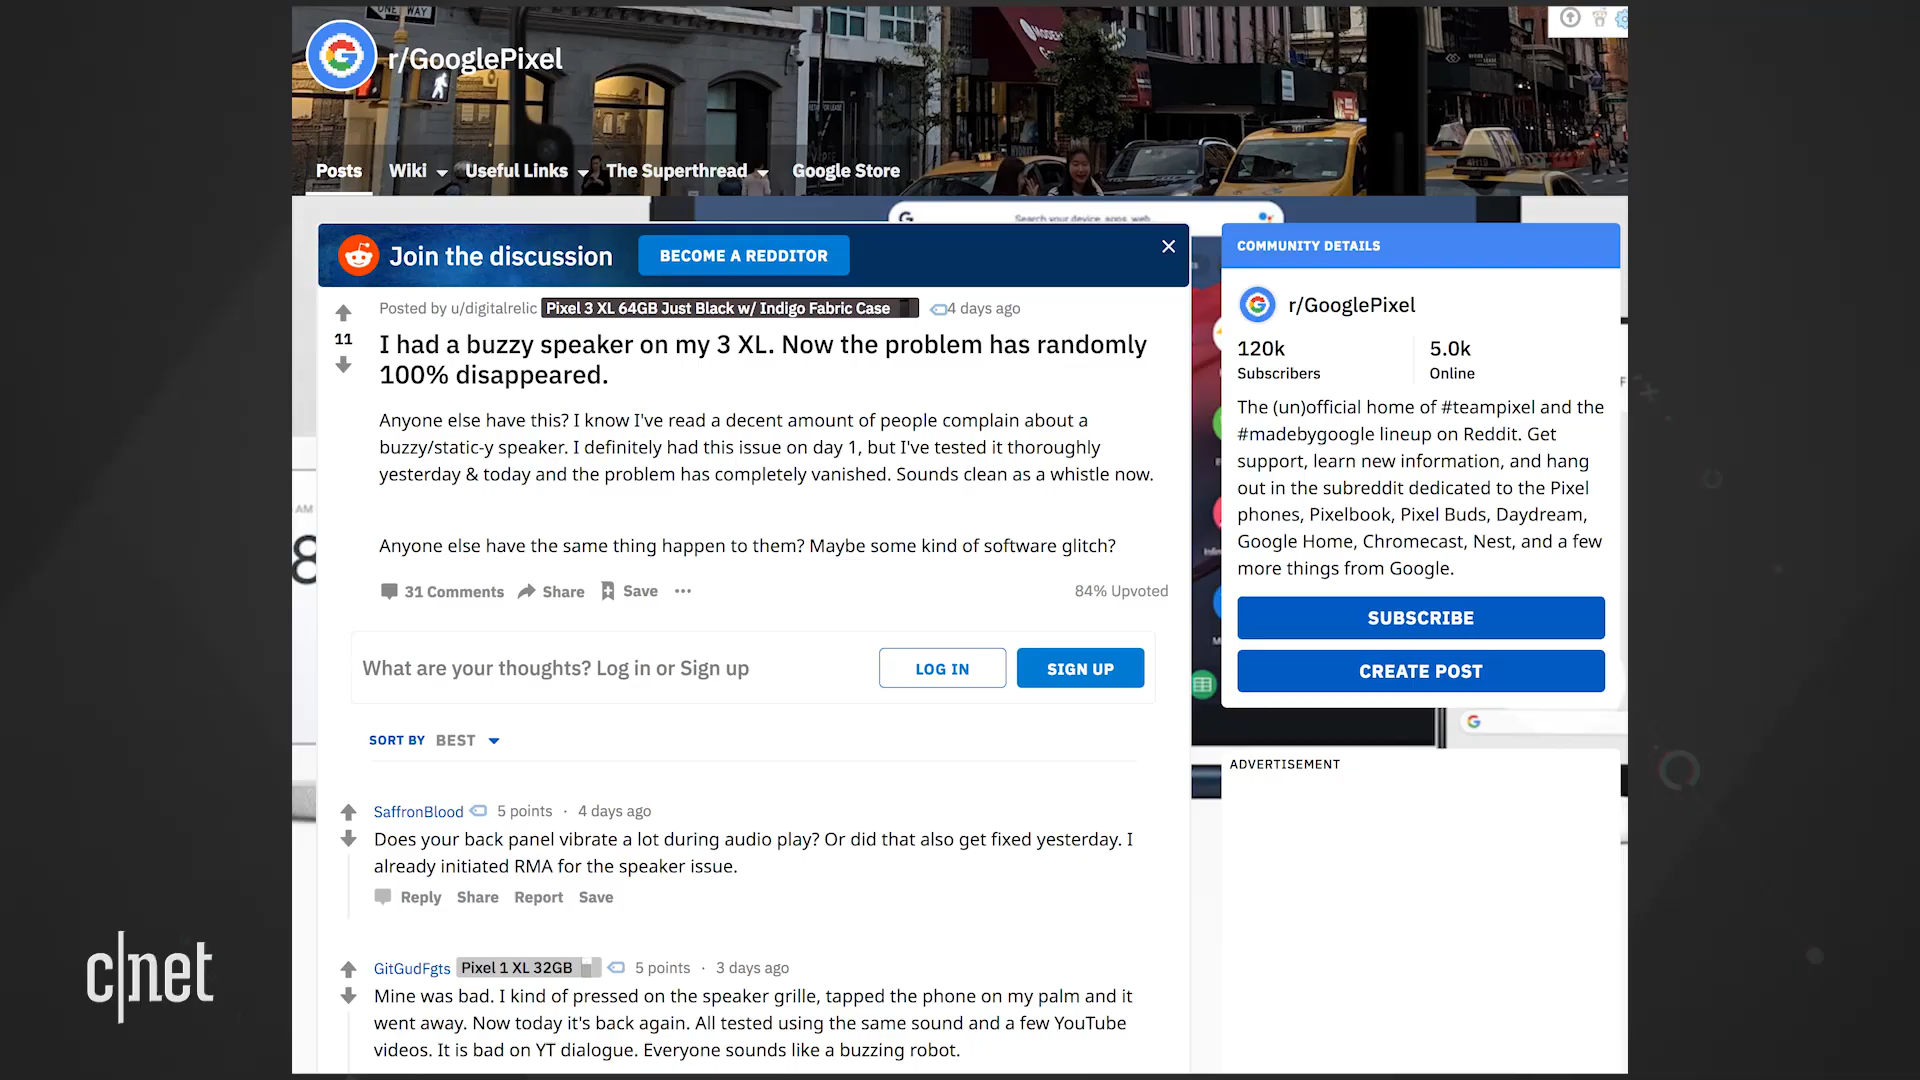 r/GooglePixel
Posts Wiki Useful Links The Superthread Google Store
Search your device, apps, web...
Join the discussion BECOME A REDDITOR
Posted by u/digitalrelic Pixel 3 XL 64GB Just Black w/ Indigo Fabric Case 4 days ago
11
I had a buzzy speaker on my 3 XL. Now the problem has randomly
100% disappeared.
Anyone else have this? I know I've read a decent amount of people complain about a
buzzy/static-y speaker. I definitely had this issue on day 1, but I've tested it thoroughly
yesterday & today and the problem has completely vanished. Sounds clean as a whistle now.
Anyone else have the same thing happen to them? Maybe some kind of software glitch?
31 Comments Share Save ••• 84% Upvoted
What are your thoughts? Log in or Sign up LOG IN SIGN UP
SORT BY BEST
SaffronBlood 5 points · 4 days ago
Does your back panel vibrate a lot during audio play? Or did that also get fixed yesterday. I
already initiated RMA for the speaker issue.
Reply Share Report Save
GitGudFgts Pixel 1 XL 32GB 5 points · 3 days ago
Mine was bad. I kind of pressed on the speaker grille, tapped the phone on my palm and it
went away. Now today it's back again. All tested using the same sound and a few YouTube
videos. It is bad on YT dialogue. Everyone sounds like a buzzing robot.
COMMUNITY DETAILS
r/GooglePixel
120k 5.0k
Subscribers Online
The (un)official home of #teampixel and the
#madebygoogle lineup on Reddit. Get
support, learn new information, and hang
out in the subreddit dedicated to the Pixel
phones, Pixelbook, Pixel Buds, Daydream,
Google Home, Chromecast, Nest, and a few
more things from Google.
SUBSCRIBE
CREATE POST
ADVERTISEMENT
AM
8
c|net